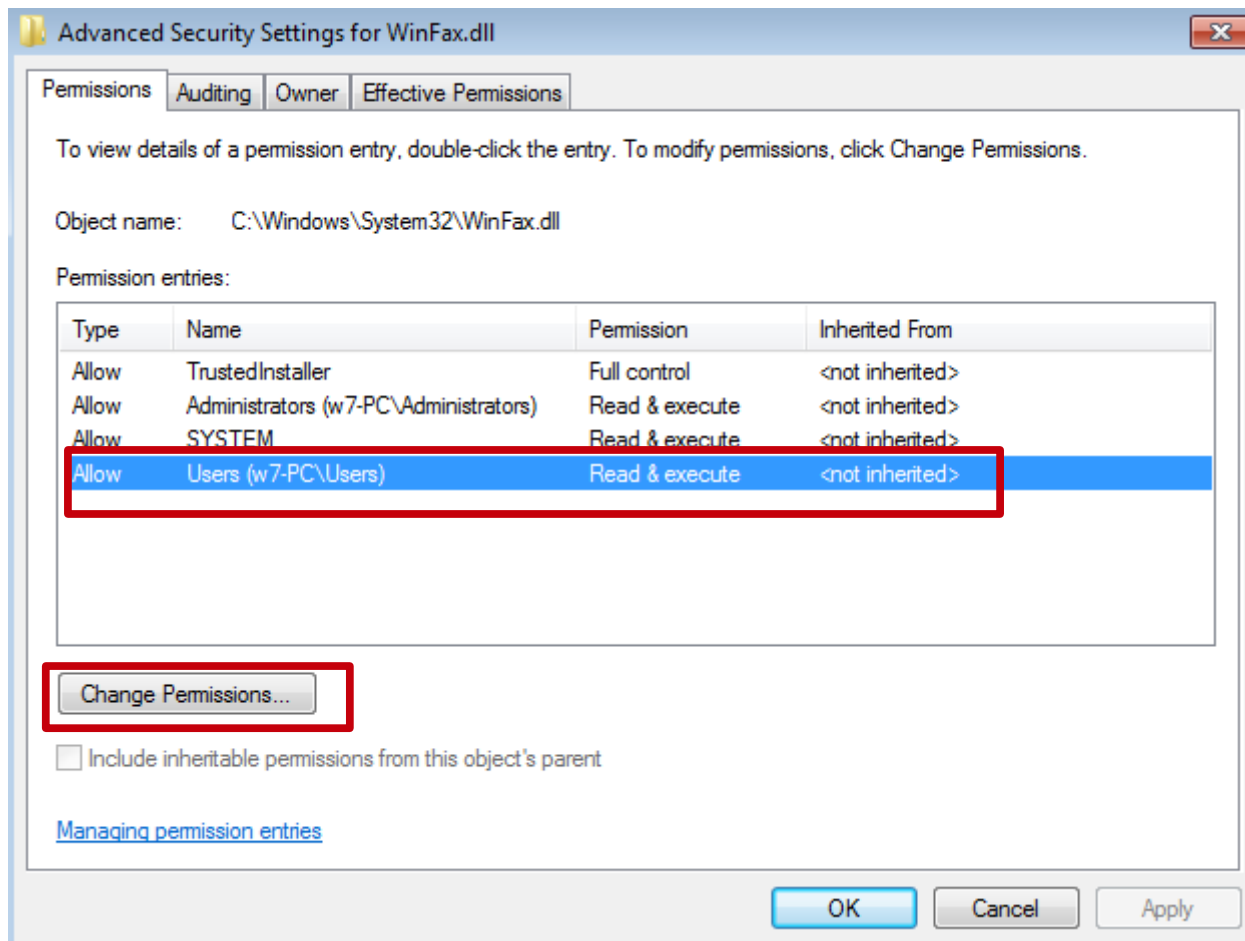 Advanced Security Settings for WinFax.dll
Permissions Auditing Owner Effective Permissions
To view details of a permission entry, double-click the entry. To modify permissions, click Change Permissions.
Object name: C:\Windows\System32\WinFax.dll
Permission entries:
Type Name Permission Inherited From
Allow TrustedInstaller Full control <not inherited>
Allow Administrators (w7-PC\Administrators) Read & execute <not inherited>
Allow SYSTEM Read & execute <not inherited>
Allow Users (w7-PC\Users) Read & execute <not inherited>
Change Permissions...
Include inheritable permissions from this object's parent
Managing permission entries
OK Cancel Apply